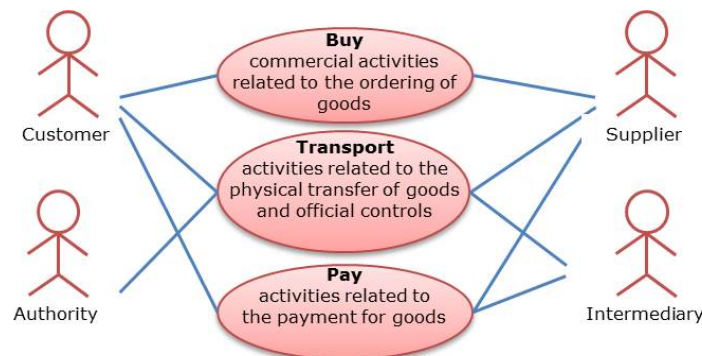 Buy
commercial activities
related to the ordering of
goods
Customer
Supplier
Transport
activities related to the
physical transfer of goods
and official controls
Pay
activities related to
the payment for goods
Authority
Intermediary